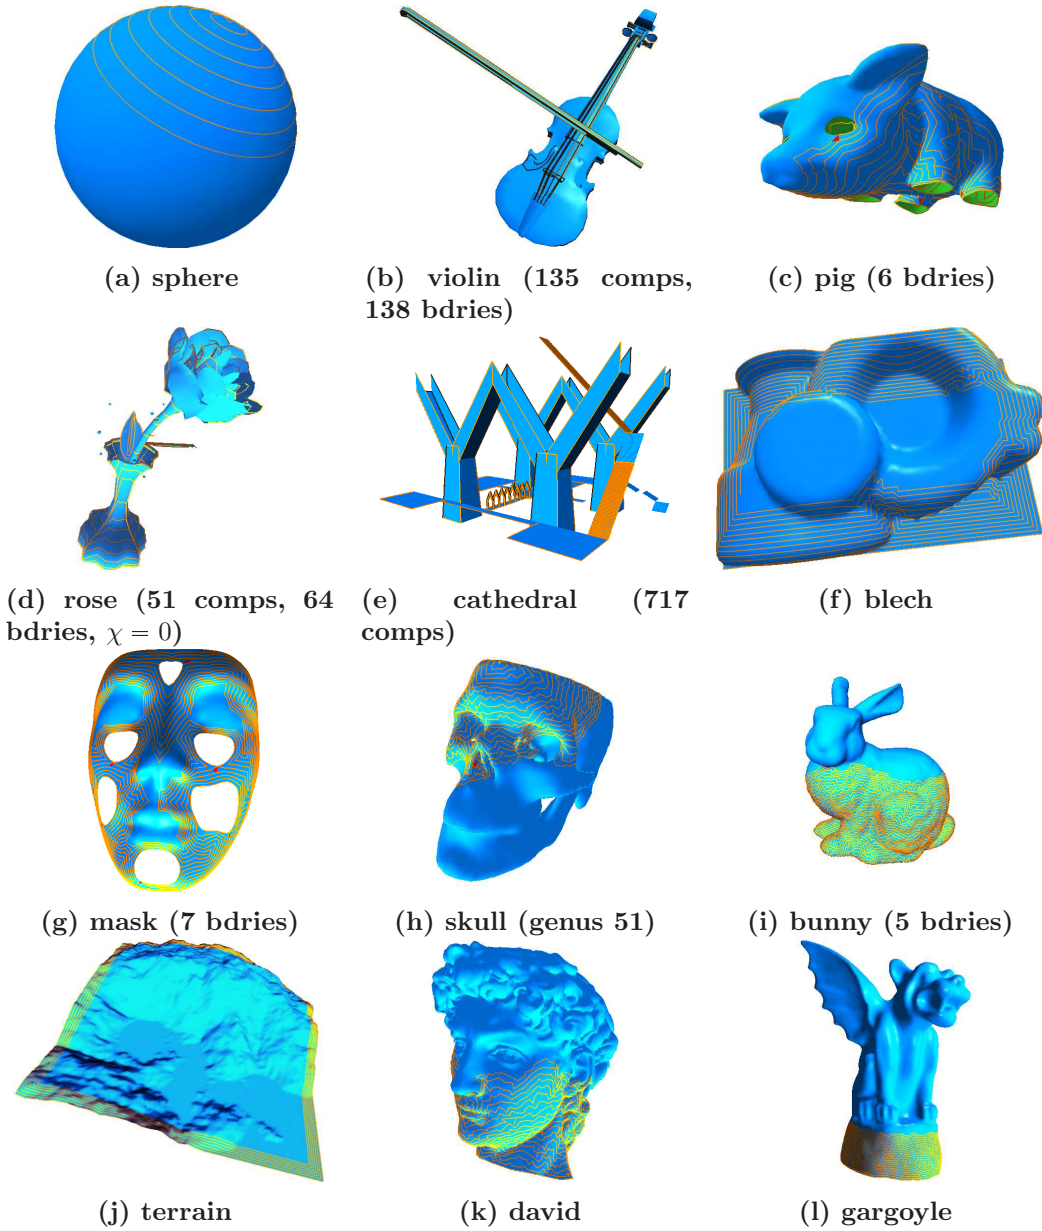 (a) sphere
(b) violin (135 comps,
138 bdries)
(c) pig (6 bdries)
(d) rose (51 comps, 64
bdries, χ = 0)
(e) cathedral (717
comps)
(f) blech
(g) mask (7 bdries)
(h) skull (genus 51)
(i) bunny (5 bdries)
(j) terrain
(k) david
(l) gargoyle